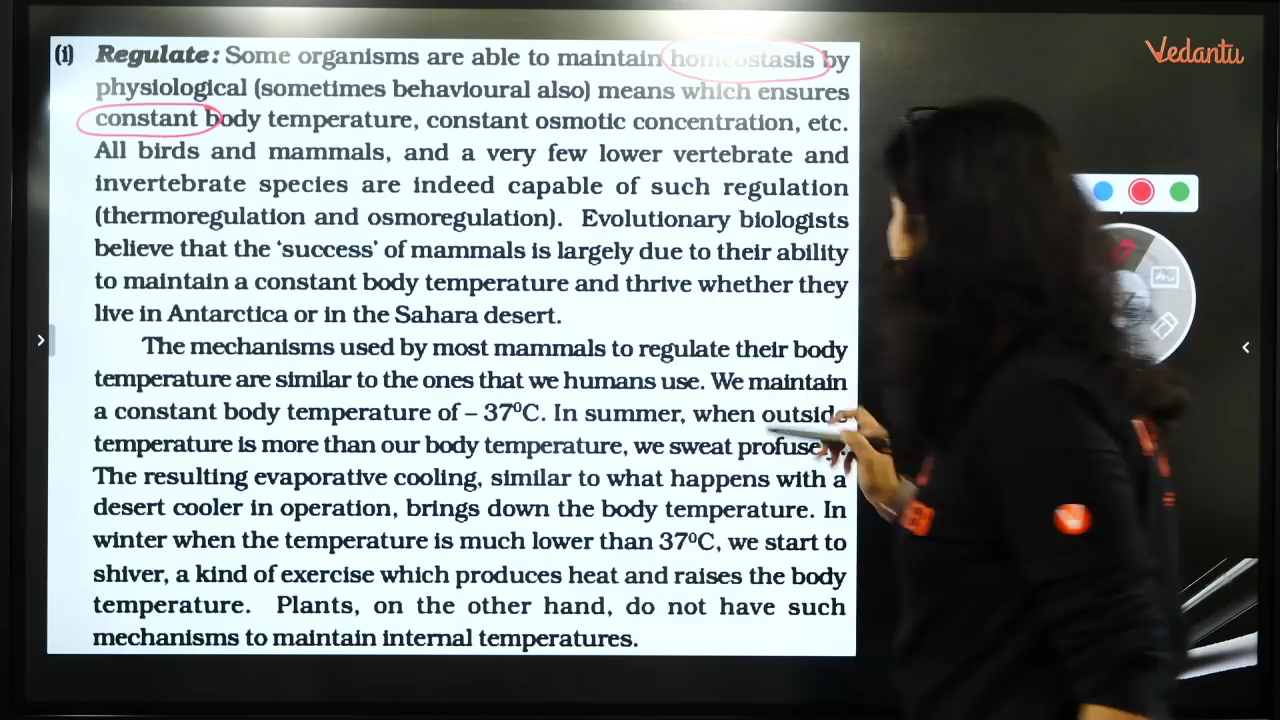 Vedantu
(i) Regulate: Some organisms are able to maintain homeostasis by
physiological (sometimes behavioural also) means which ensures
constant body temperature, constant osmotic concentration, etc.
All birds and mammals, and a very few lower vertebrate and
invertebrate species are indeed capable of such regulation
(thermoregulation and osmoregulation). Evolutionary biologists
believe that the ‘success’ of mammals is largely due to their ability
to maintain a constant body temperature and thrive whether they
live in Antarctica or in the Sahara desert.
The mechanisms used by most mammals to regulate their body
temperature are similar to the ones that we humans use. We maintain
a constant body temperature of – 37⁰C. In summer, when outside
temperature is more than our body temperature, we sweat
The resulting evaporative cooling, similar to what happens with a
desert cooler in operation, brings down the body temperature. In
winter when the temperature is much lower than 37⁰C, we start to
shiver, a kind of exercise which produces heat and raises the body
temperature. Plants, on the other hand, do not have such
mechanisms to maintain internal temperatures.